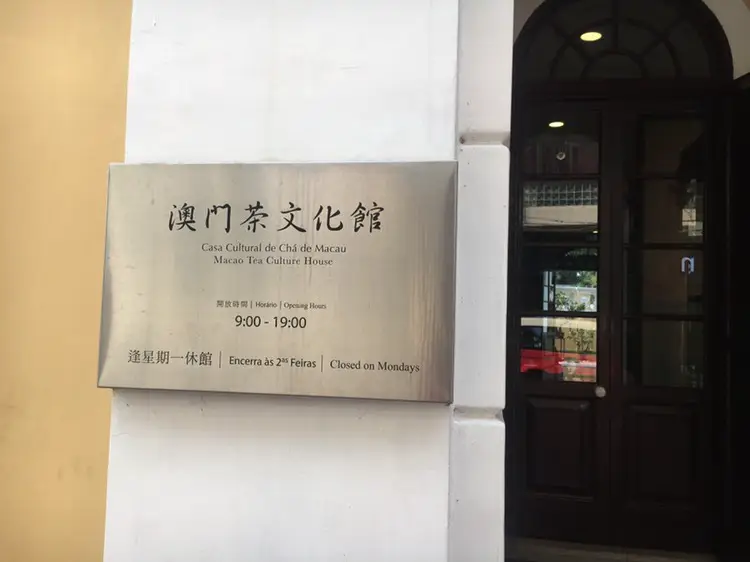 澳門茶文化館
Casa Cultural de Chá de Macau
Macao Tea Culture House
開放時間 | Horário | Opening Hours
9:00 - 19:00
逢星期一休館 | Encerra às 2ªs Feiras | Closed on Mondays